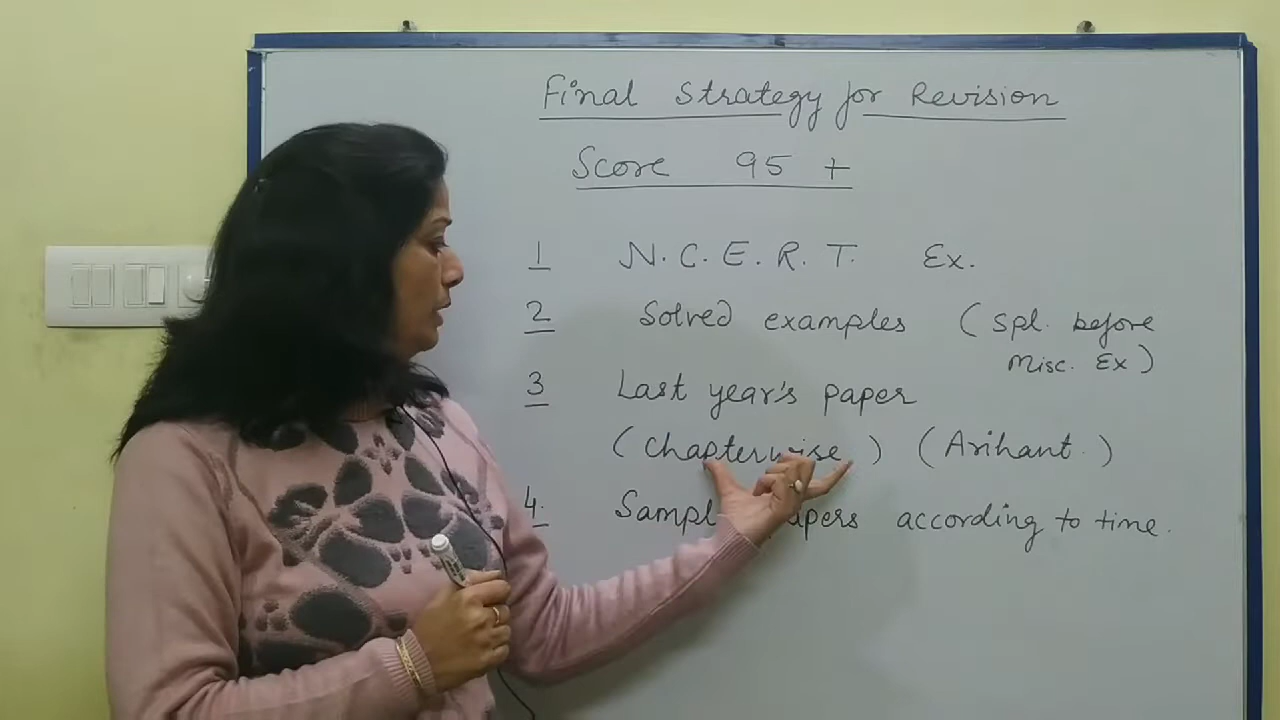 Final Strategy for Revision
Score 95 +
1 N.C.E.R.T. Ex.
2 Solved examples (Spl. before
Misc. Ex)
3 Last year's paper
(Chapterwise) (Arihant.)
4. according to time.